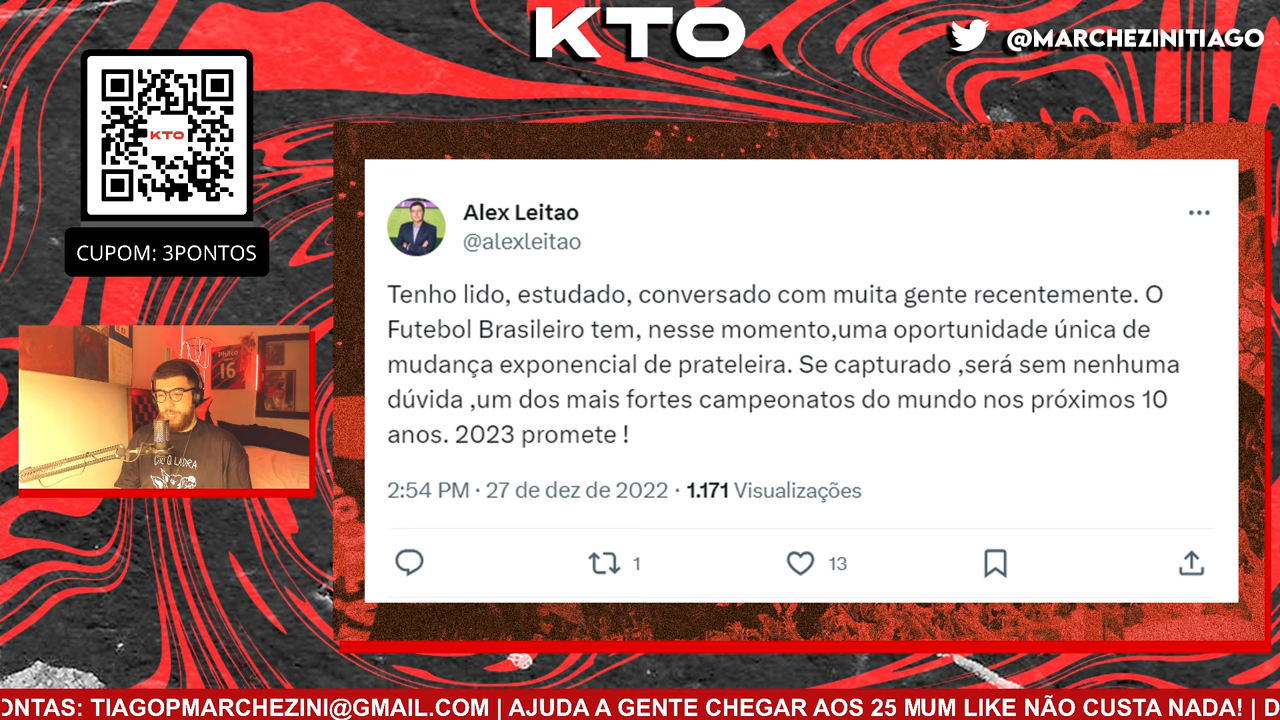 KTO
@MARCHEZINITIAGO
KTO
CUPOM: 3PONTOS
Philco
16
Alex Leitao
@alexleitao
Tenho lido, estudado, conversado com muita gente recentemente. O
Futebol Brasileiro tem, nesse momento,uma oportunidade única de
mudança exponencial de prateleira. Se capturado ,será sem nenhuma
dúvida ,um dos mais fortes campeonatos do mundo nos próximos 10
anos. 2023 promete !
2:54 PM · 27 de dez de 2022 · 1.171 Visualizações
1
13
ONTAS: TIAGOPMARCHEZINI@GMAIL.COM | AJUDA A GENTE CHEGAR AOS 25 MUM LIKE NÃO CUSTA NADA! | D